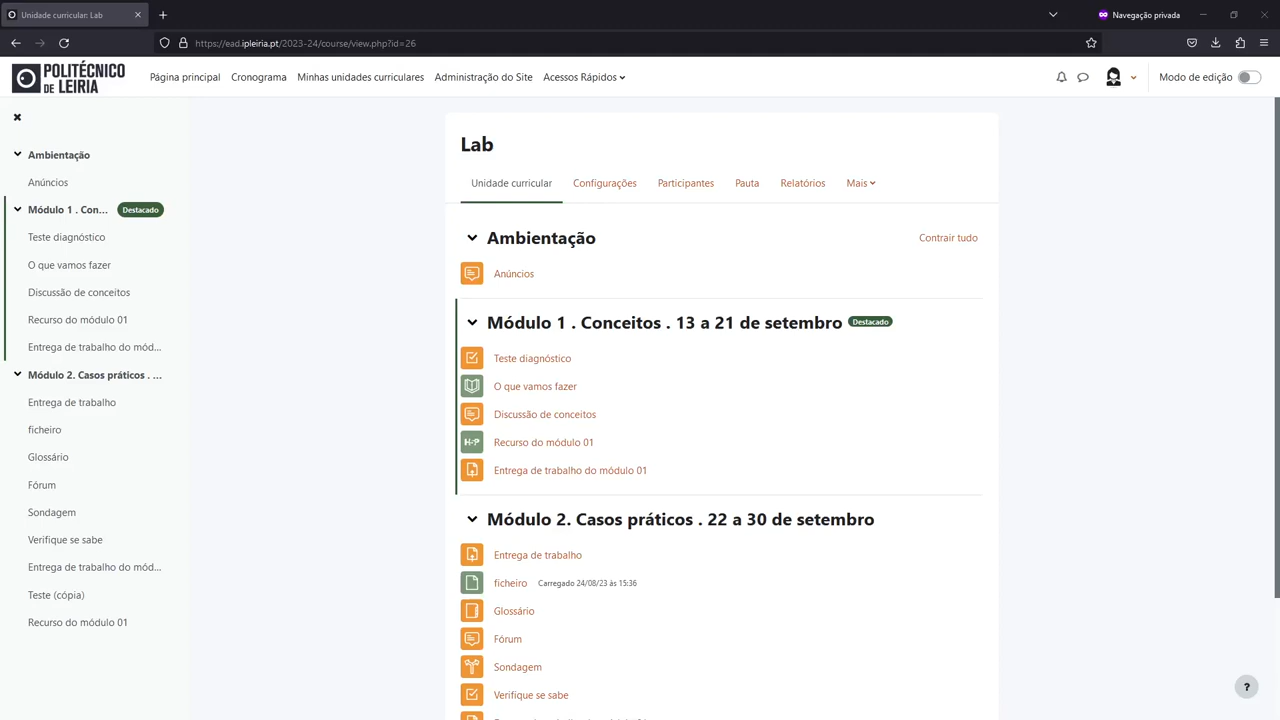 Unidade curricular: Lab
Navegação privada
https://ead.ipleiria.pt/2023-24/course/view.php?id=26
POLITÉCNICO
DE LEIRIA
Página principal
Cronograma
Minhas unidades curriculares
Administração do Site
Acessos Rápidos
Modo de edição
Ambientação
Anúncios
Módulo 1 . Con...
Destacado
Teste diagnóstico
O que vamos fazer
Discussão de conceitos
Recurso do módulo 01
Entrega de trabalho do mód...
Módulo 2. Casos práticos . ...
Entrega de trabalho
ficheiro
Glossário
Fórum
Sondagem
Verifique se sabe
Entrega de trabalho do mód...
Teste (cópia)
Recurso do módulo 01
Lab
Unidade curricular
Configurações
Participantes
Pauta
Relatórios
Mais
Ambientação
Contrair tudo
Anúncios
Módulo 1 . Conceitos . 13 a 21 de setembro
Destacado
Teste diagnóstico
O que vamos fazer
Discussão de conceitos
H-P
Recurso do módulo 01
Entrega de trabalho do módulo 01
Módulo 2. Casos práticos . 22 a 30 de setembro
Entrega de trabalho
ficheiro Carregado 24/08/23 às 15:36
Glossário
Fórum
Sondagem
Verifique se sabe
?